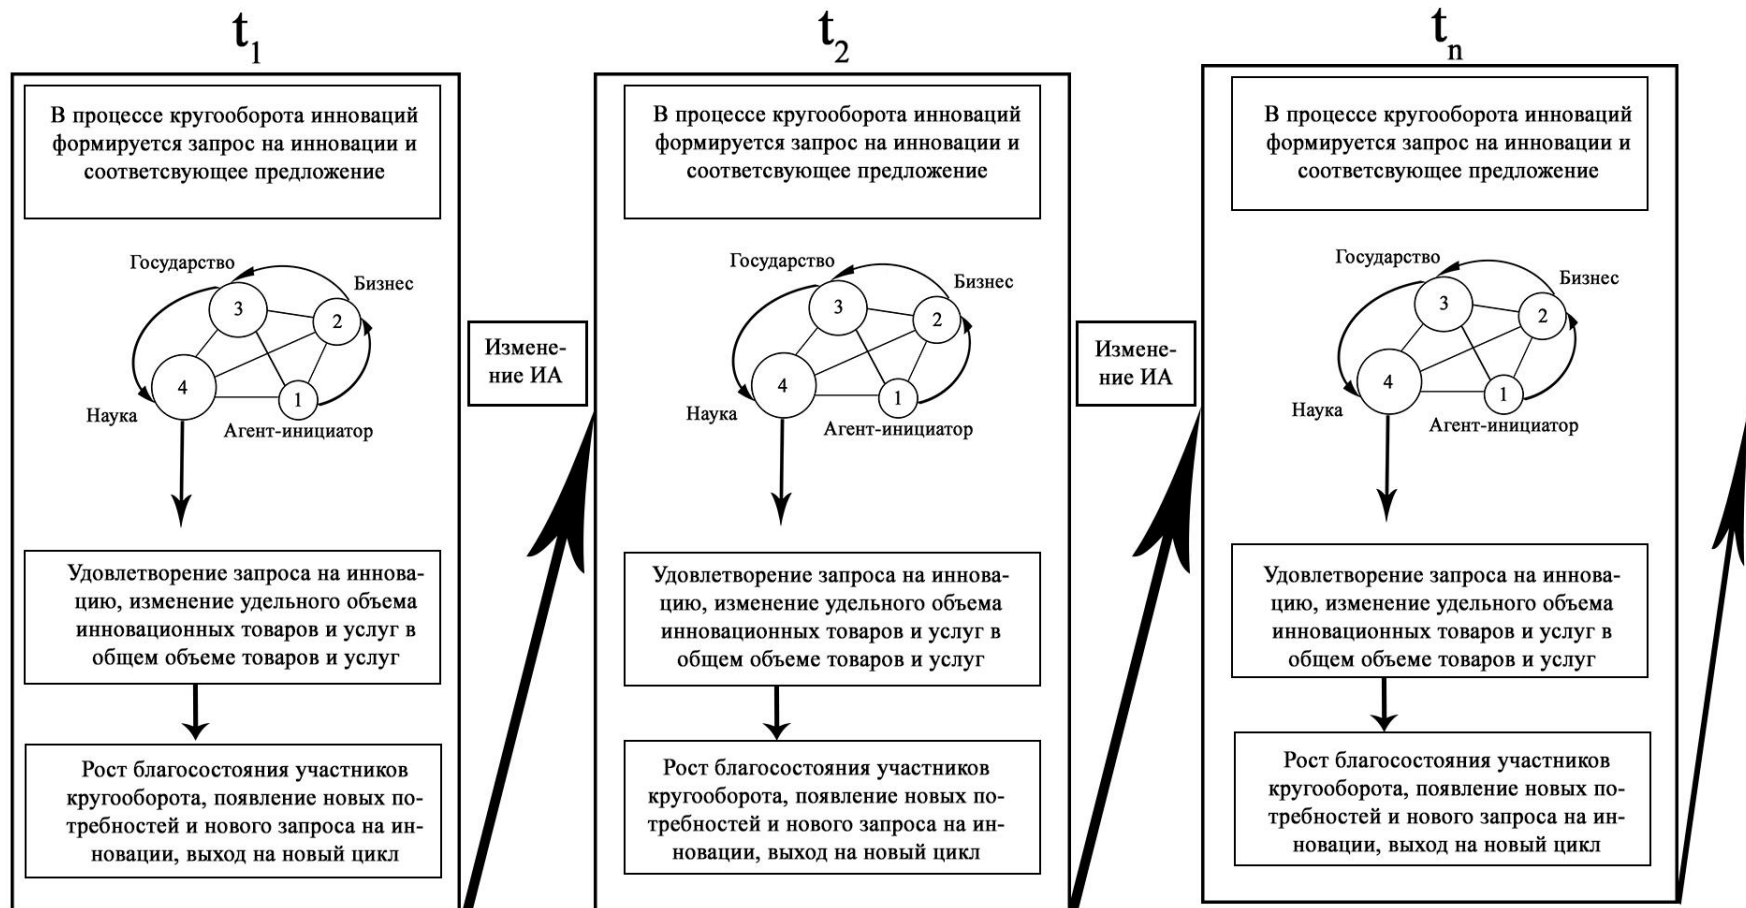 t1
В процессе кругооборота инноваций
формируется запрос на инновации и
соответсвующее предложение
Государство
Бизнес
3
2
4
1
Наука
Агент-инициатор
Удовлетворение запроса на иннова-
цию, изменение удельного объема
инновационных товаров и услуг в
общем объеме товаров и услуг
Рост благосостояния участников
кругооборота, появление новых по-
требностей и нового запроса на ин-
новации, выход на новый цикл
Измене-
ние ИА
t2
В процессе кругооборота инноваций
формируется запрос на инновации и
соответсвующее предложение
Государство
Бизнес
3
2
4
1
Наука
Агент-инициатор
Удовлетворение запроса на иннова-
цию, изменение удельного объема
инновационных товаров и услуг в
общем объеме товаров и услуг
Рост благосостояния участников
кругооборота, появление новых по-
требностей и нового запроса на ин-
новации, выход на новый цикл
Измене-
ние ИА
tn
В процессе кругооборота инноваций
формируется запрос на инновации и
соответсвующее предложение
Государство
Бизнес
3
2
4
1
Наука
Агент-инициатор
Удовлетворение запроса на иннова-
цию, изменение удельного объема
инновационных товаров и услуг в
общем объеме товаров и услуг
Рост благосостояния участников
кругооборота, появление новых по-
требностей и нового запроса на ин-
новации, выход на новый цикл